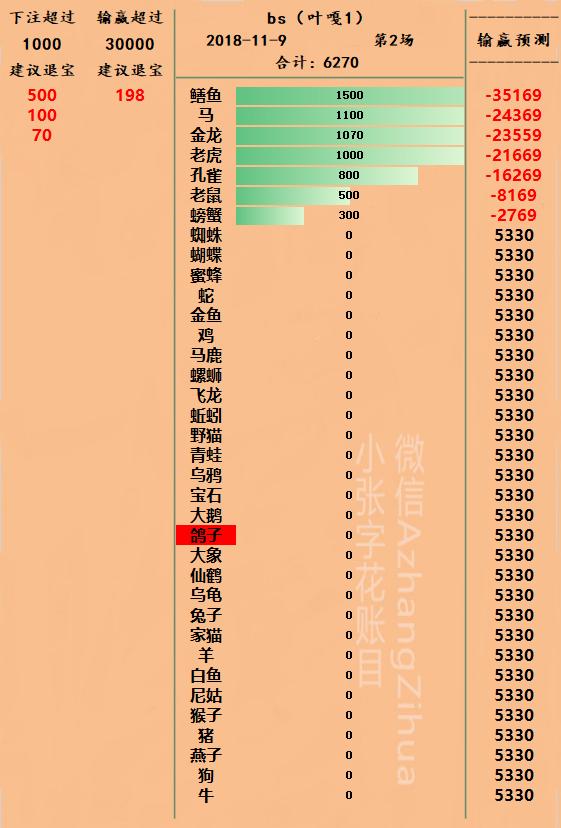 下注超过 输赢超过
1000 30000
建议退宝 建议退宝
500 198
100
70
bs（叶嘎1）
2018-11-9 第2场
合计：6270
输赢预测
鳝鱼 1500 -35169
马 1100 -24369
金龙 1070 -23559
老虎 1000 -21669
孔雀 800 -16269
老鼠 500 -8169
螃蟹 300 -2769
蜘蛛 0 5330
蝴蝶 0 5330
蜜蜂 0 5330
蛇 0 5330
金鱼 0 5330
鸡 0 5330
马鹿 0 5330
螺蛳 0 5330
飞龙 0 5330
蚯蚓 0 5330
野猫 0 5330
青蛙 0 5330
乌鸦 0 5330
宝石 0 5330
大鹅 0 5330
鸽子 0 5330
大象 0 5330
仙鹤 0 5330
乌龟 0 5330
兔子 0 5330
家猫 0 5330
羊 0 5330
白鱼 0 5330
尼姑 0 5330
猴子 0 5330
猪 0 5330
燕子 0 5330
狗 0 5330
牛 0 5330
微信Azhangzihua
小张字花账目